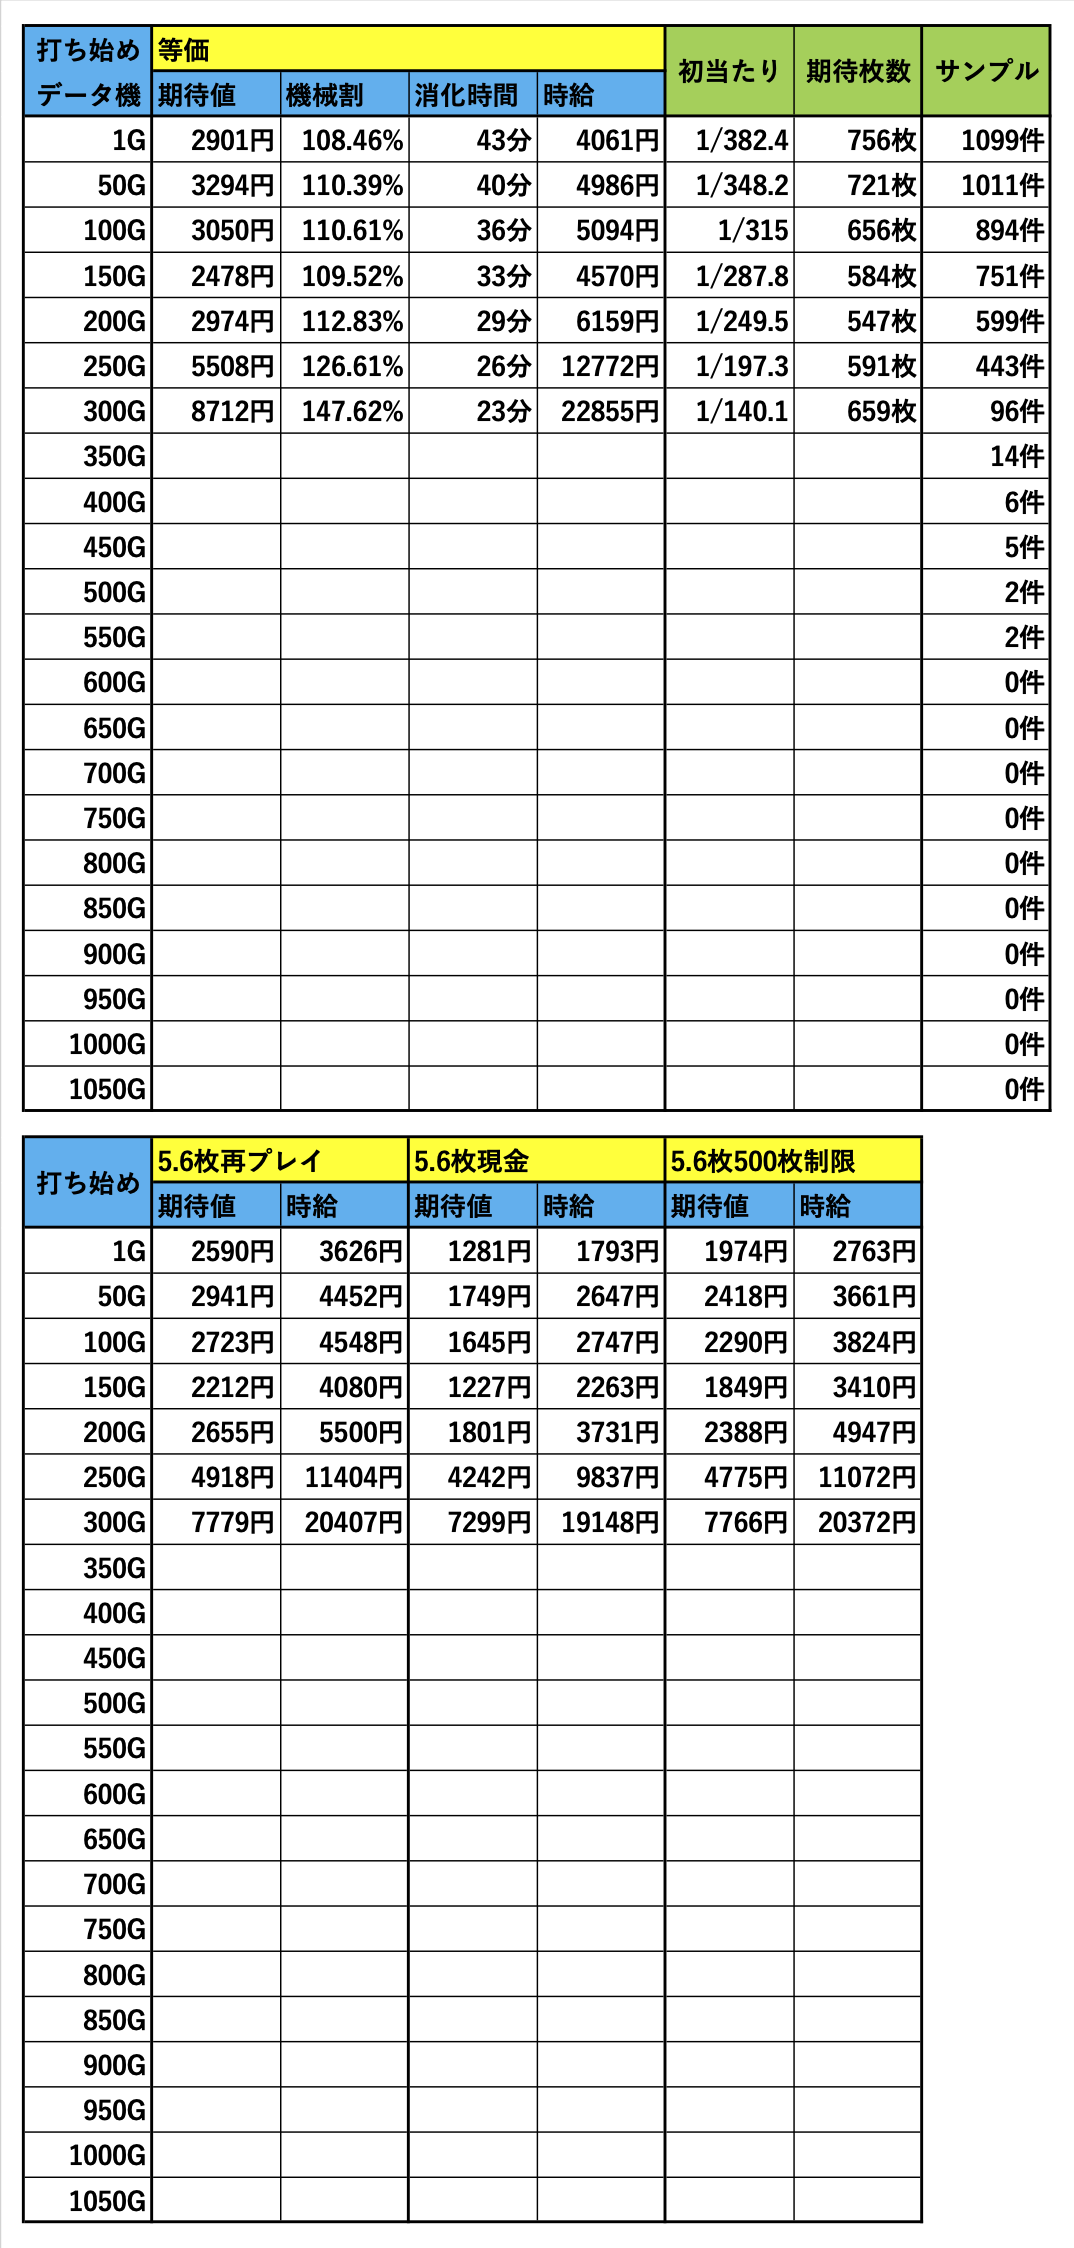 打ち始め 等価 初当たり 期待枚数 サンプル
データ機 期待値 機械割 消化時間 時給
1G 2901円 108.46% 43分 4061円 1/382.4 756枚 1099件
50G 3294円 110.39% 40分 4986円 1/348.2 721枚 1011件
100G 3050円 110.61% 36分 5094円 1/315 656枚 894件
150G 2478円 109.52% 33分 4570円 1/287.8 584枚 751件
200G 2974円 112.83% 29分 6159円 1/249.5 547枚 599件
250G 5508円 126.61% 26分 12772円 1/197.3 591枚 443件
300G 8712円 147.62% 23分 22855円 1/140.1 659枚 96件
350G 14件
400G 6件
450G 5件
500G 2件
550G 2件
600G 0件
650G 0件
700G 0件
750G 0件
800G 0件
850G 0件
900G 0件
950G 0件
1000G 0件
1050G 0件
打ち始め 5.6枚再プレイ 5.6枚現金 5.6枚500枚制限
期待値 時給 期待値 時給 期待値 時給
1G 2590円 3626円 1281円 1793円 1974円 2763円
50G 2941円 4452円 1749円 2647円 2418円 3661円
100G 2723円 4548円 1645円 2747円 2290円 3824円
150G 2212円 4080円 1227円 2263円 1849円 3410円
200G 2655円 5500円 1801円 3731円 2388円 4947円
250G 4918円 11404円 4242円 9837円 4775円 11072円
300G 7779円 20407円 7299円 19148円 7766円 20372円
350G
400G
450G
500G
550G
600G
650G
700G
750G
800G
850G
900G
950G
1000G
1050G